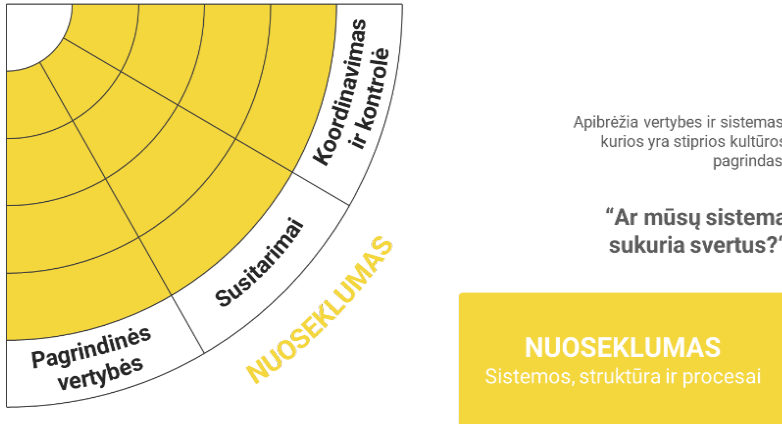 Koordinavimas
ir kontrolė
Susitarimai
Pagrindinės
vertybės
NUOSEKLUMAS
Apibrėžia vertybes ir sistemas
kurios yra stiprios kultūros
pagrindas
“Ar mūsų sistema
sukuria svertus?“
NUOSEKLUMAS
Sistemos, struktūra ir procesai